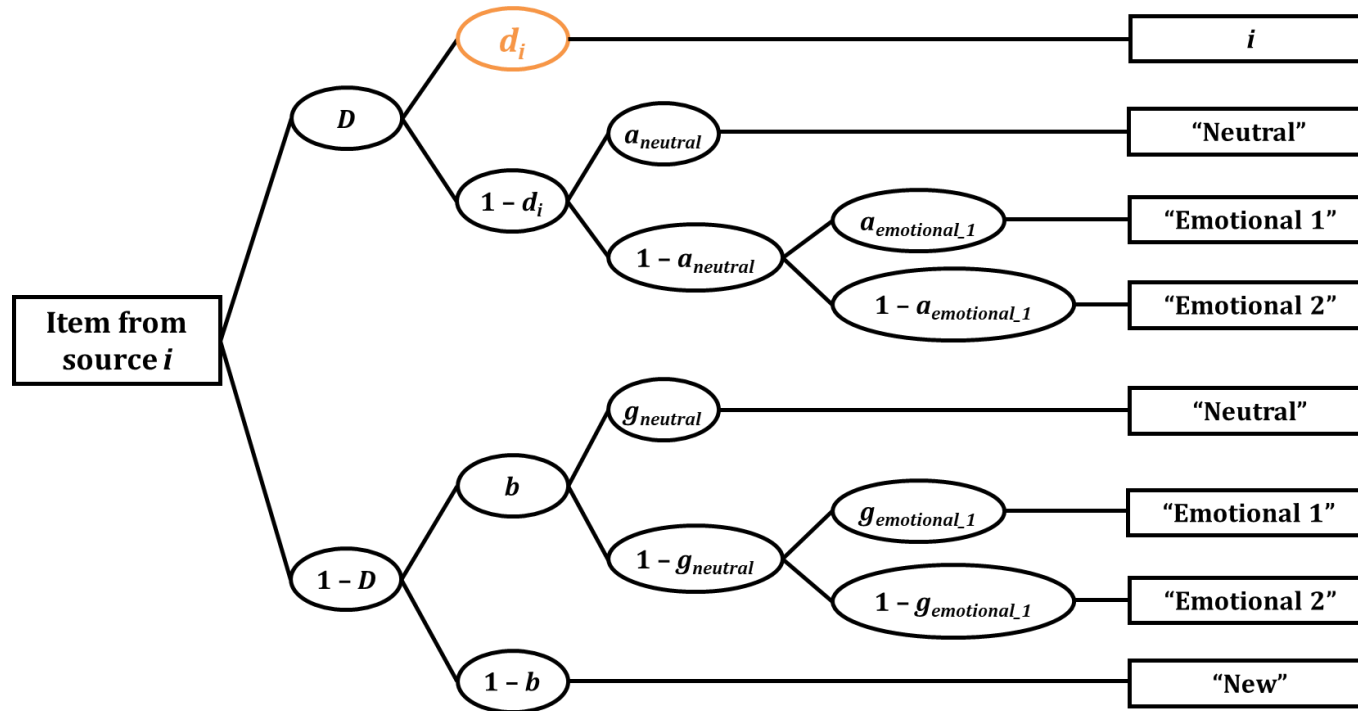 d_i
i
D
a_neutral
“Neutral”
1 – d_i
a_emotional_1
“Emotional 1”
1 – a_neutral
1 – a_emotional_1
“Emotional 2”
Item from
source i
g_neutral
“Neutral”
b
g_emotional_1
“Emotional 1”
1 – g_neutral
1 – D
1 – g_emotional_1
“Emotional 2”
1 – b
“New”